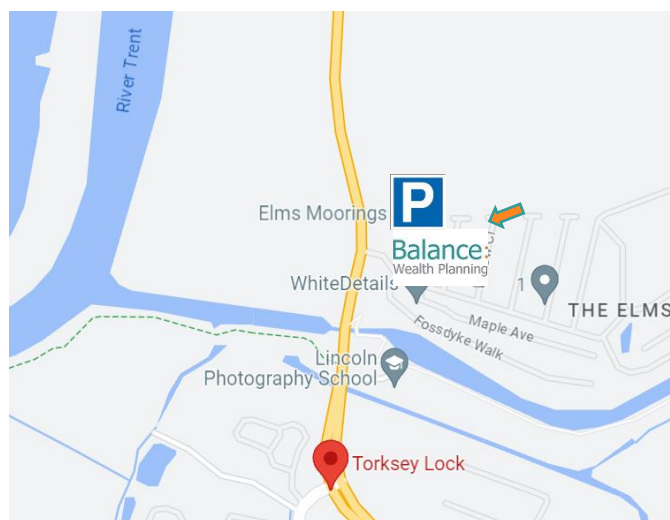 River Trent
P
Elms Moorings
Balance
Wealth Planning
WhiteDetails
1
THE ELMS
Maple Ave
Fossdyke Walk
Lincoln
Photography School
Torksey Lock